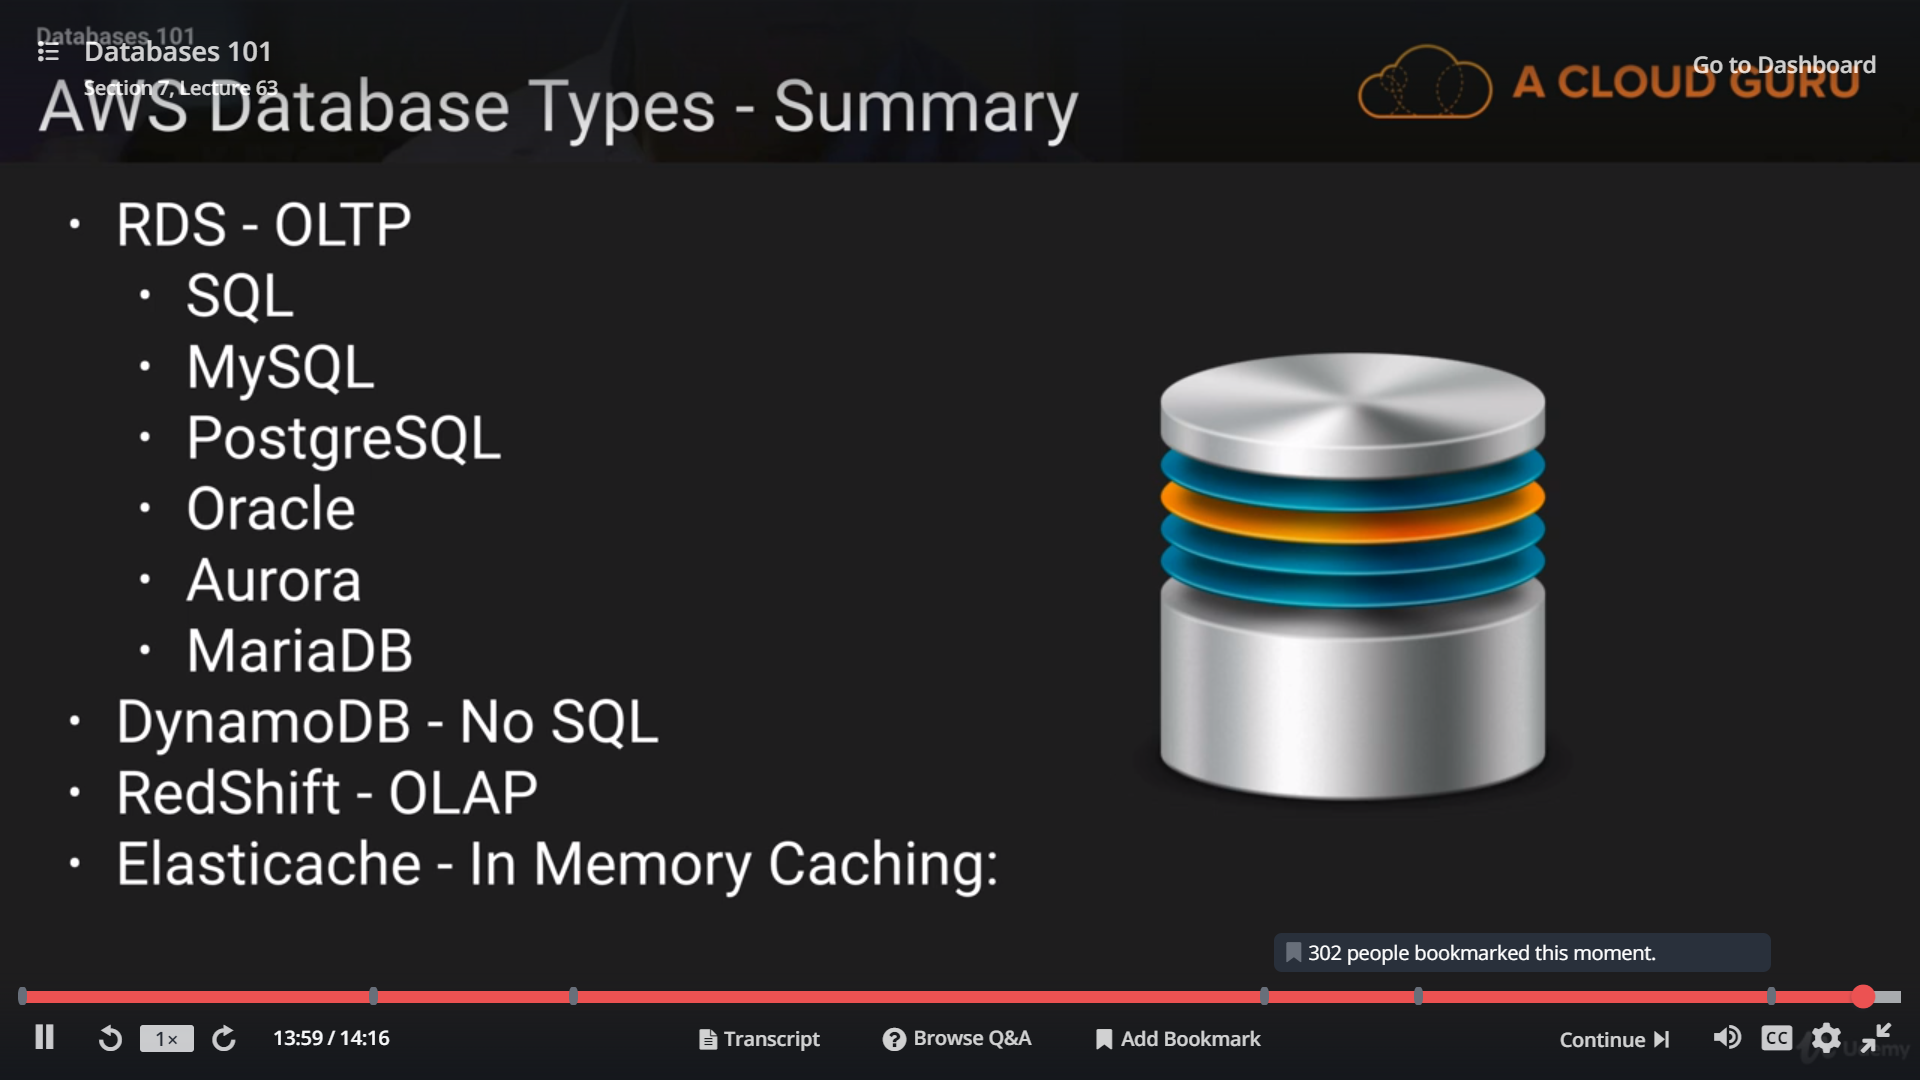 Databases 101
Databases 101
Section 7, Lecture 63
AWS Database Types - Summary
A CLOUD GURU
Go to Dashboard
• RDS - OLTP
• SQL
• MySQL
• PostgreSQL
• Oracle
• Aurora
• MariaDB
• DynamoDB - No SQL
• RedShift - OLAP
• Elasticache - In Memory Caching:
302 people bookmarked this moment.
1×
13:59 / 14:16
Transcript
? Browse Q&A
Add Bookmark
Continue
CC
Udemy